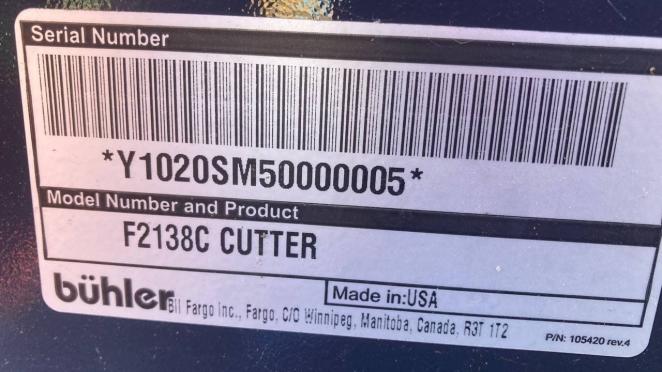 Serial Number
*Y1020SM50000005*
Model Number and Product
F2138C CUTTER
Made in:USA
bühler
BII Fargo Inc., Fargo, C/O Winnipeg, Manitoba, Canada, R3T 1T2
P/N: 105420 rev.4